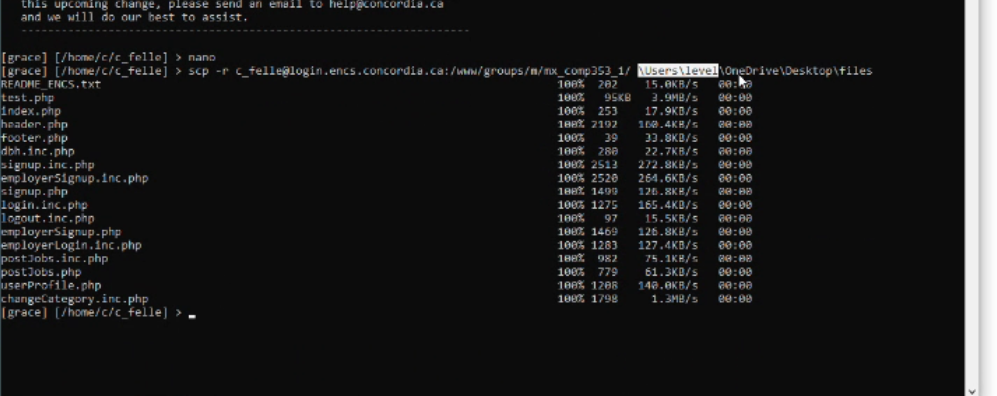 this upcoming change, please send an email to help@concordia.ca
and we will do our best to assist.
--------------------------------------------------------------------
[grace] [/home/c/c_felle] > nano
[grace] [/home/c/c_felle] > scp -r c_felle@login.encs.concordia.ca:/www/groups/m/mx_comp353_1/ \Users\level\OneDrive\Desktop\files
README_ENCS.txt 100% 202 15.0KB/s 00:00
test.php 100% 95KB 3.9MB/s 00:00
index.php 100% 253 17.9KB/s 00:00
header.php 100% 2192 160.4KB/s 00:00
footer.php 100% 39 33.8KB/s 00:00
dbh.inc.php 100% 280 22.7KB/s 00:00
signup.inc.php 100% 2513 272.8KB/s 00:00
employerSignup.inc.php 100% 2520 264.6KB/s 00:00
signup.php 100% 1499 126.8KB/s 00:00
login.inc.php 100% 1275 165.4KB/s 00:00
logout.inc.php 100% 97 15.5KB/s 00:00
employerSignup.php 100% 1469 126.8KB/s 00:00
employerLogin.inc.php 100% 1283 127.4KB/s 00:00
postJobs.inc.php 100% 982 75.1KB/s 00:00
postJobs.php 100% 779 61.3KB/s 00:00
userProfile.php 100% 1208 140.0KB/s 00:00
changeCategory.inc.php 100% 1798 1.3MB/s 00:00
[grace] [/home/c/c_felle] >